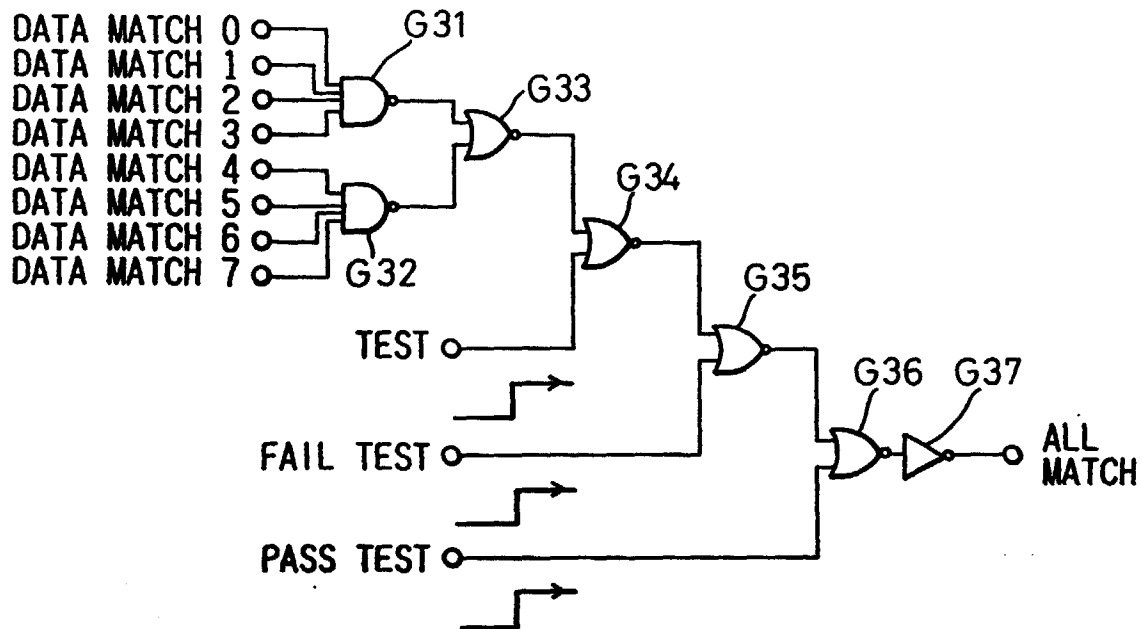 DATA MATCH 0
DATA MATCH 1
DATA MATCH 2
DATA MATCH 3
DATA MATCH 4
DATA MATCH 5
DATA MATCH 6
DATA MATCH 7
G31
G32
G33
G34
G35
G36
G37
TEST
FAIL TEST
PASS TEST
ALL
MATCH